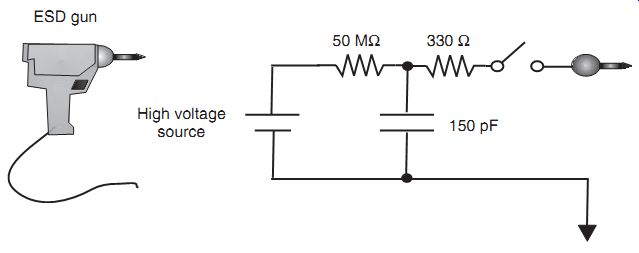 ESD gun
50 MΩ
330 Ω
High voltage
source
150 pF